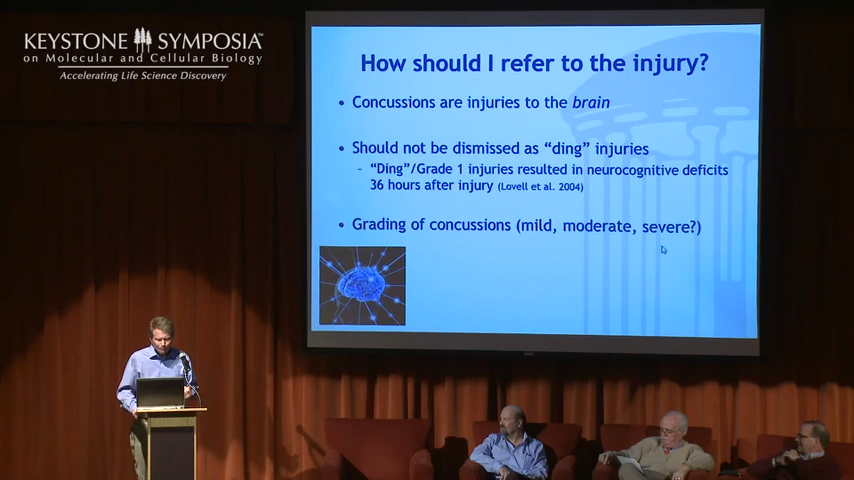 KEYSTONE SYMPOSIA™
on Molecular and Cellular Biology
Accelerating Life Science Discovery
How should I refer to the injury?
• Concussions are injuries to the brain
• Should not be dismissed as “ding” injuries
- “Ding”/Grade 1 injuries resulted in neurocognitive deficits
36 hours after injury (Lovell et al. 2004)
• Grading of concussions (mild, moderate, severe?)